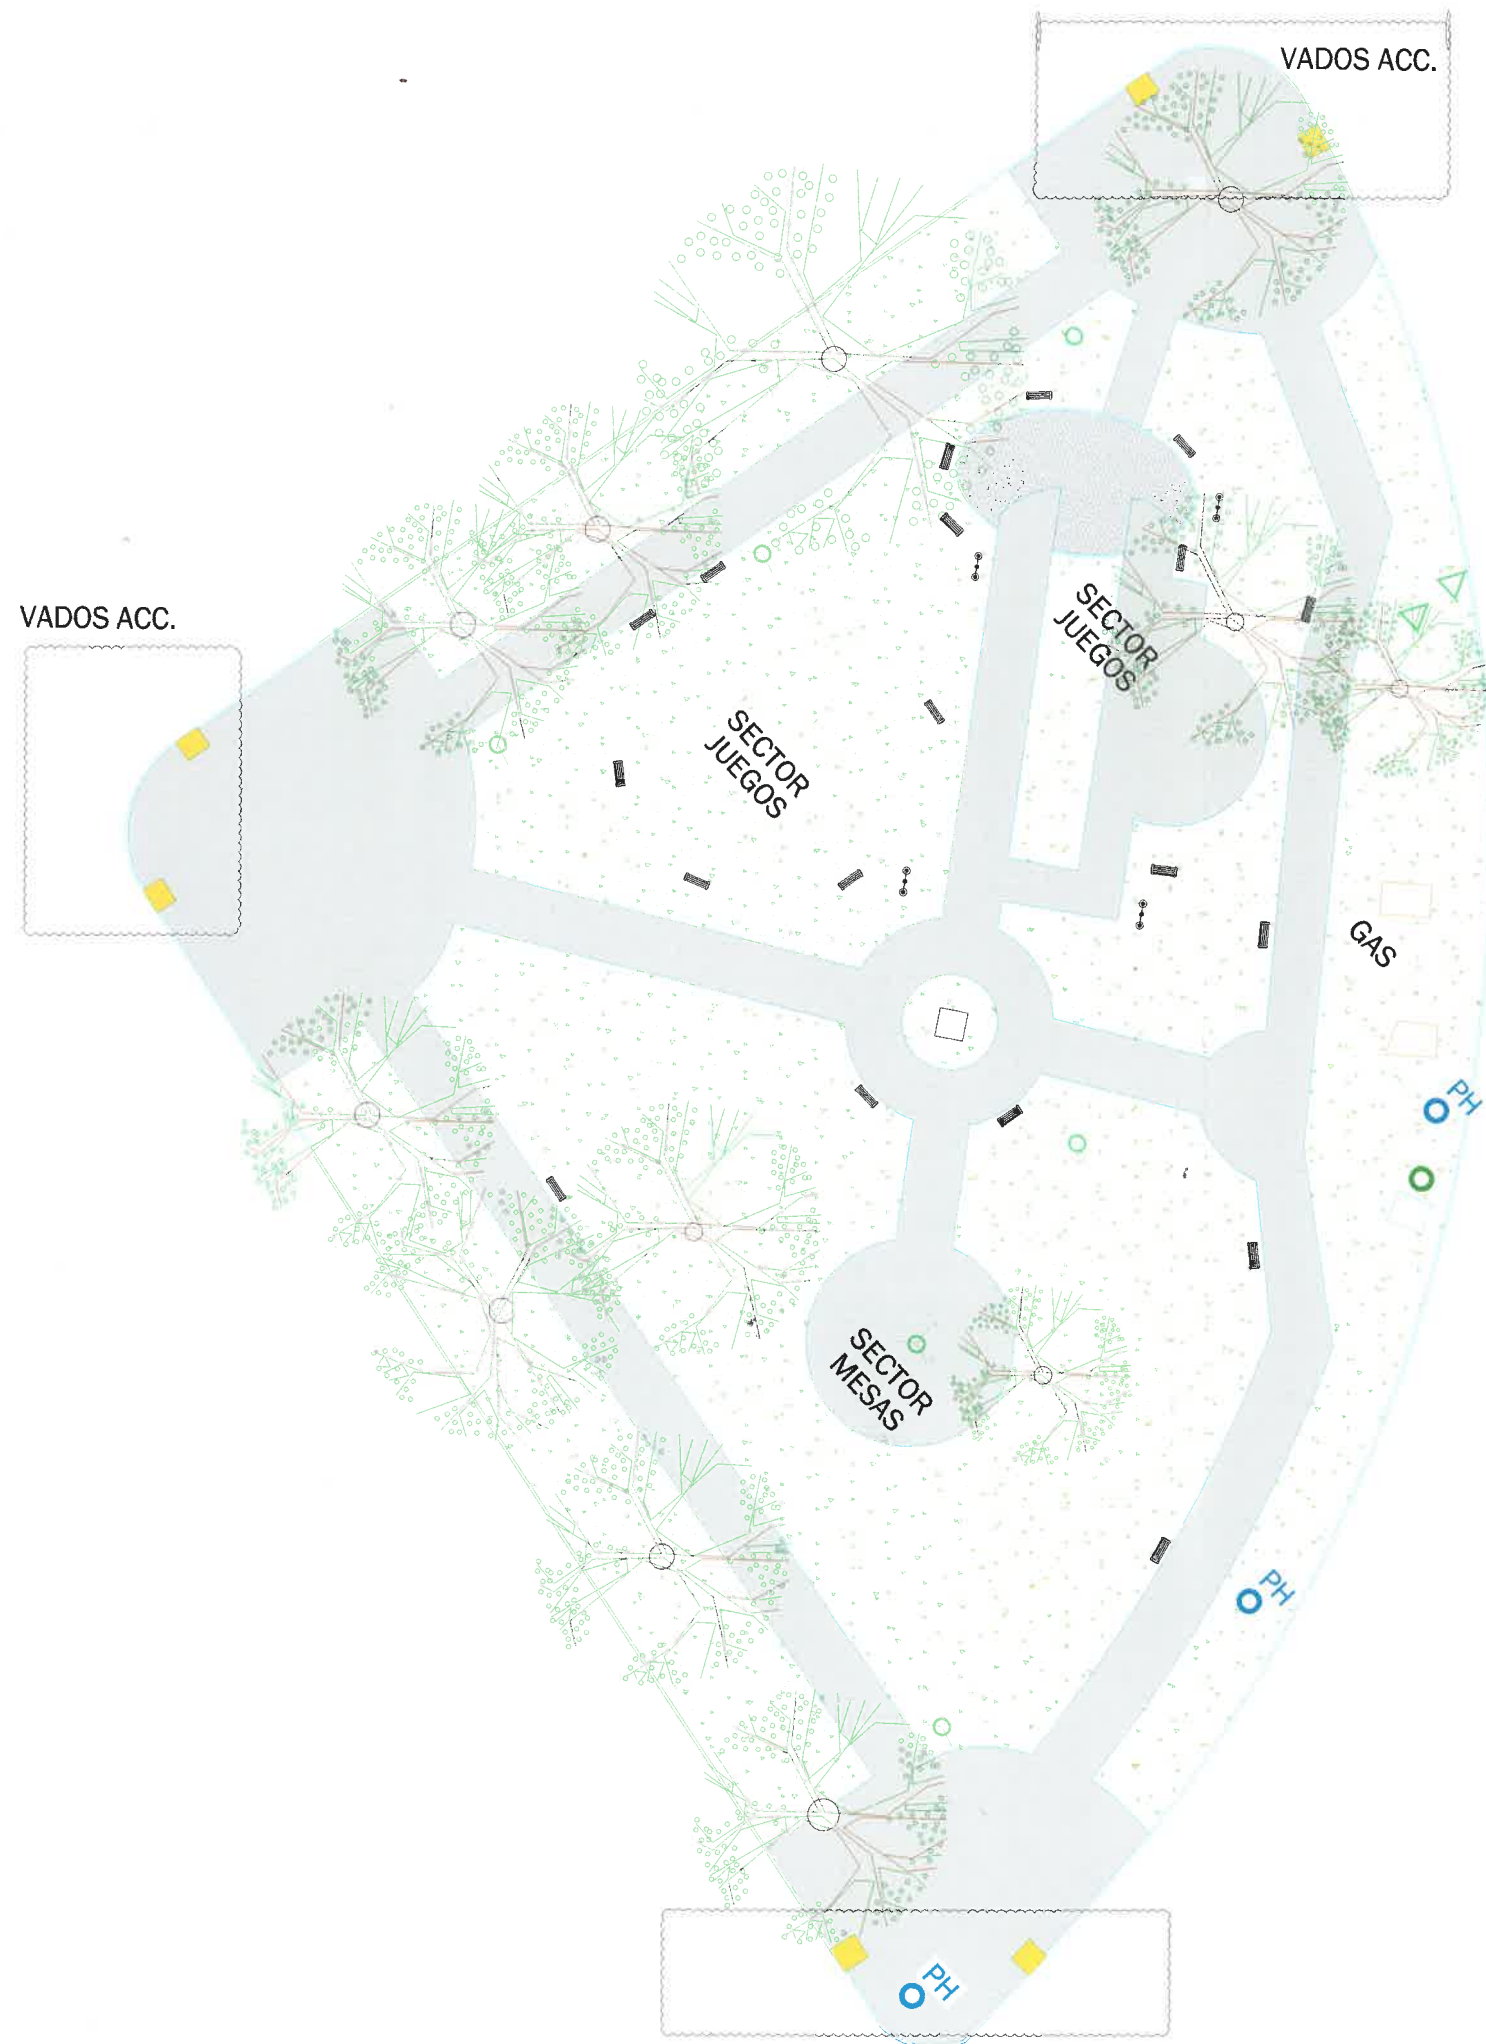 VADOS ACC.
VADOS ACC.
SECTOR
JUEGOS
SECTOR
JUEGOS
GAS
PH
SECTOR
MESAS
PH
PH